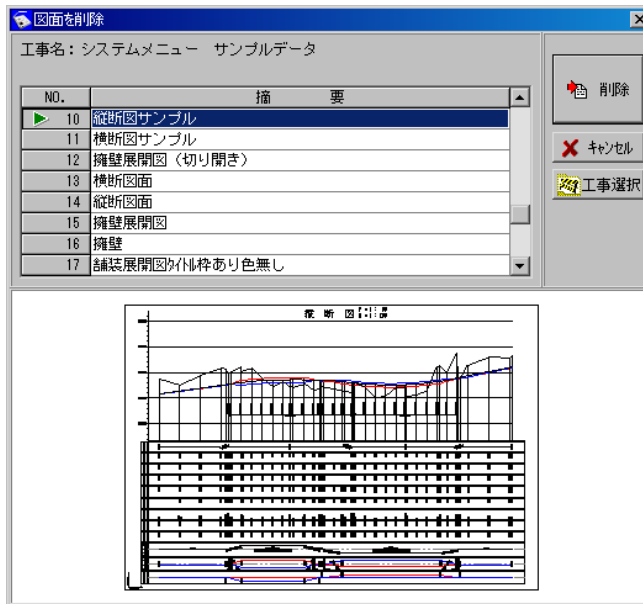 図面を削除
工事名：システムメニュー　サンプルデータ
NO. 摘　要
10 縦断図サンプル
11 横断図サンプル
12 擁壁展開図（切り開き）
13 横断図面
14 縦断図面
15 擁壁展開図
16 擁壁
17 舗装展開図ﾀｲﾄﾙ枠あり色無し
削除
ｷｬﾝｾﾙ
工事選択
縦 断 図